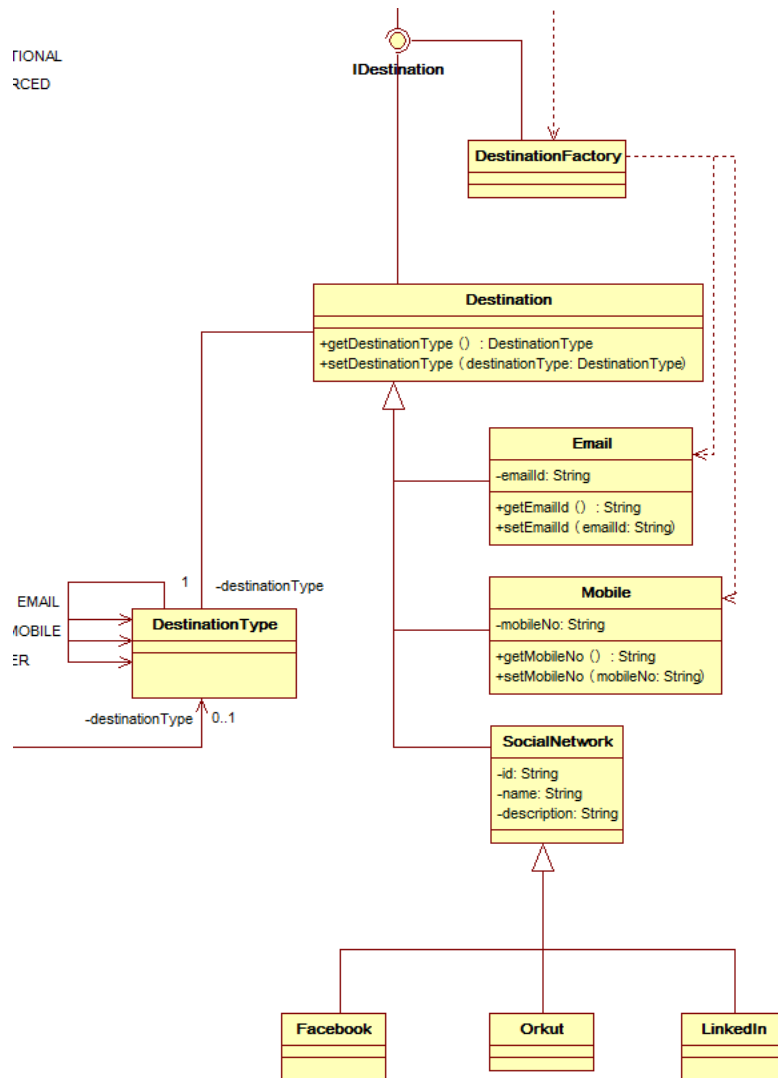 TIONAL
RCED
IDestination
DestinationFactory
Destination
+getDestinationType () : DestinationType
+setDestinationType (destinationType: DestinationType)
Email
-emailId: String
+getEmailId () : String
+setEmailId (emailId: String)
1
-destinationType
EMAIL
MOBILE
ER
DestinationType
Mobile
-mobileNo: String
+getMobileNo () : String
+setMobileNo (mobileNo: String)
-destinationType
0..1
SocialNetwork
-id: String
-name: String
-description: String
Facebook
Orkut
LinkedIn